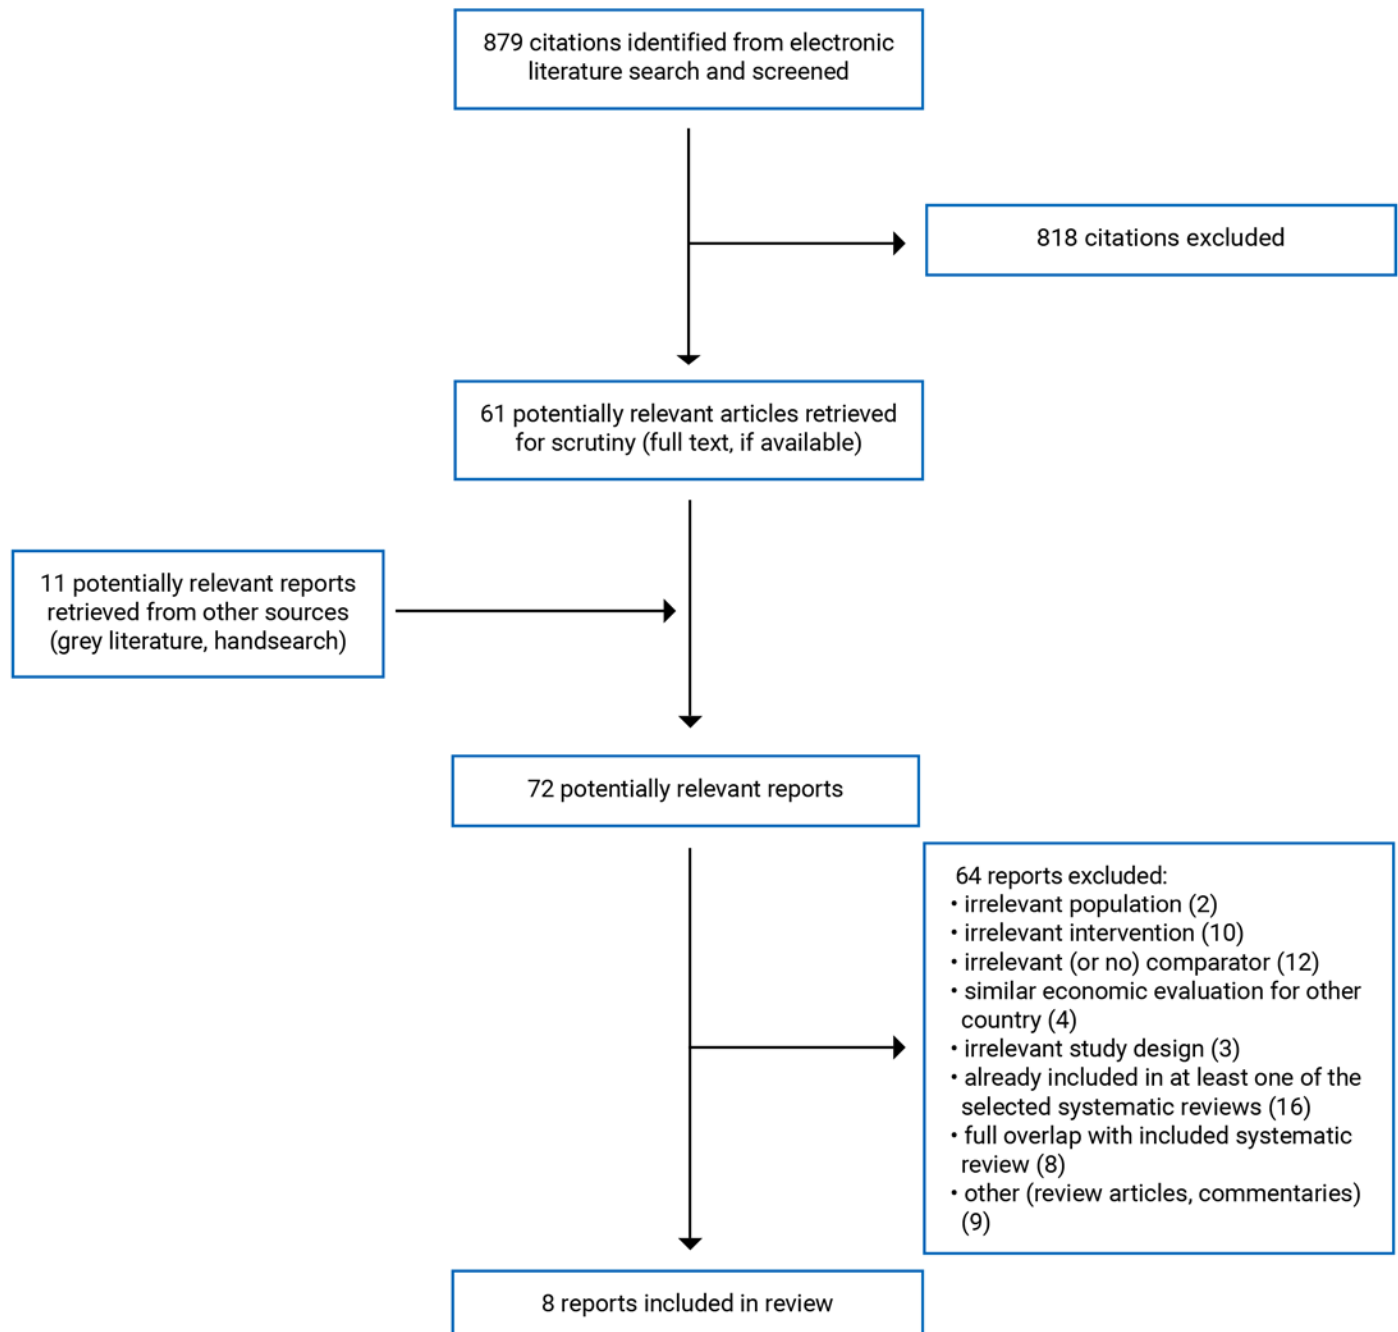 879 citations identified from electronic
literature search and screened
818 citations excluded
61 potentially relevant articles retrieved
for scrutiny (full text, if available)
11 potentially relevant reports
retrieved from other sources
(grey literature, handsearch)
72 potentially relevant reports
64 reports excluded:
• irrelevant population (2)
• irrelevant intervention (10)
• irrelevant (or no) comparator (12)
• similar economic evaluation for other
country (4)
• irrelevant study design (3)
• already included in at least one of the
selected systematic reviews (16)
• full overlap with included systematic
review (8)
• other (review articles, commentaries)
(9)
8 reports included in review